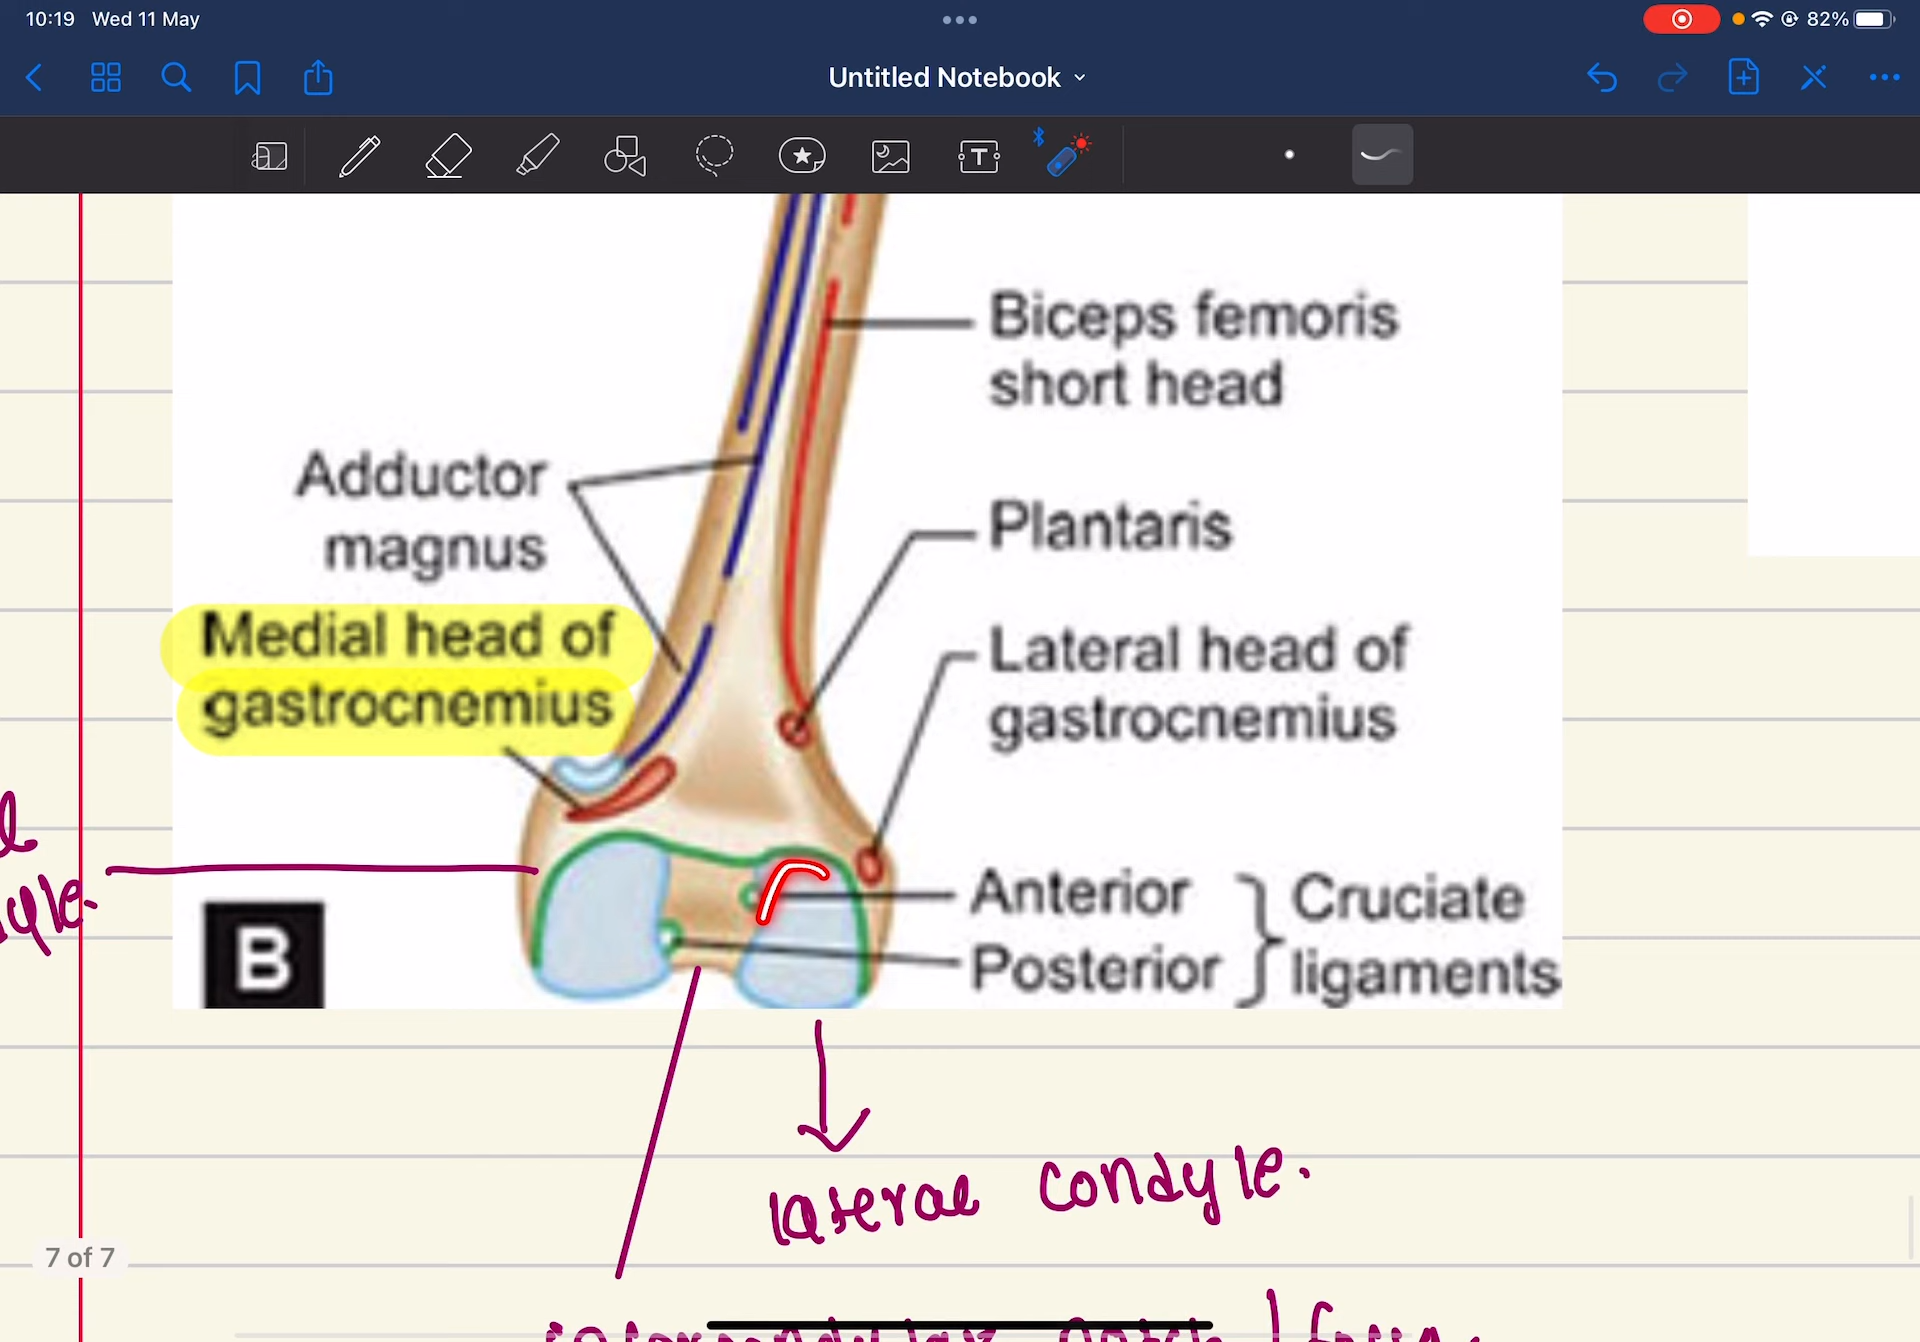 10:19 Wed 11 May
82%
Untitled Notebook
T
Biceps femoris
short head
Adductor
magnus
Plantaris
Medial head of
gastrocnemius
Lateral head of
gastrocnemius
Anterior
Posterior
Cruciate
ligaments
B
lateral condyle.
7 of 7